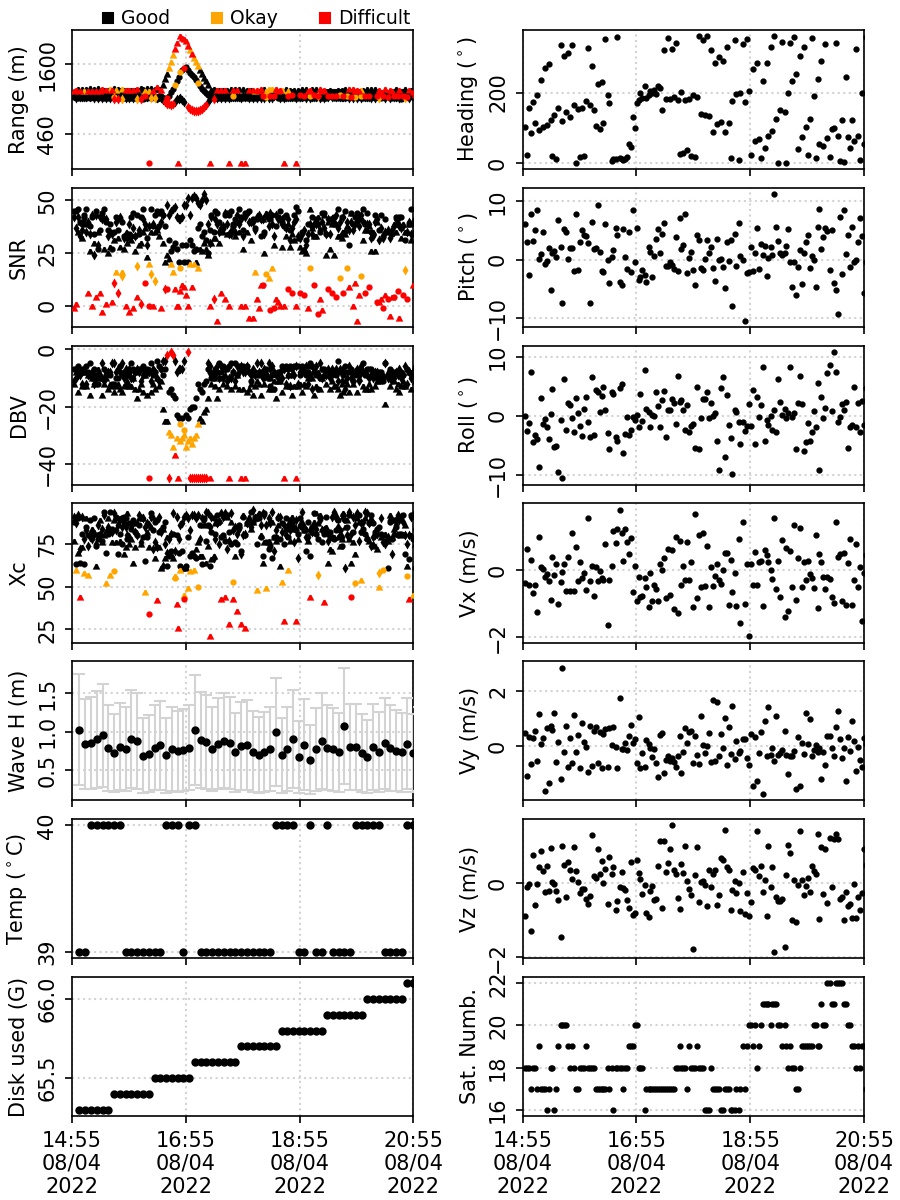 Good Okay Difficult
Range (m)
1600
460
Heading (°)
200
0
SNR
50
25
0
Pitch (°)
10
0
−10
DBV
0
−20
−40
Roll (°)
10
0
−10
Xc
75
50
25
Vx (m/s)
0
−2
Wave H (m)
1.5
1.0
0.5
Vy (m/s)
2
0
Temp (°C)
40
39
Vz (m/s)
0
−2
Disk used (G)
66.0
65.5
Sat. Numb.
22
20
18
16
14:55 16:55 18:55 20:55 14:55 16:55 18:55 20:55
08/04 08/04 08/04 08/04 08/04 08/04 08/04 08/04
2022 2022 2022 2022 2022 2022 2022 2022